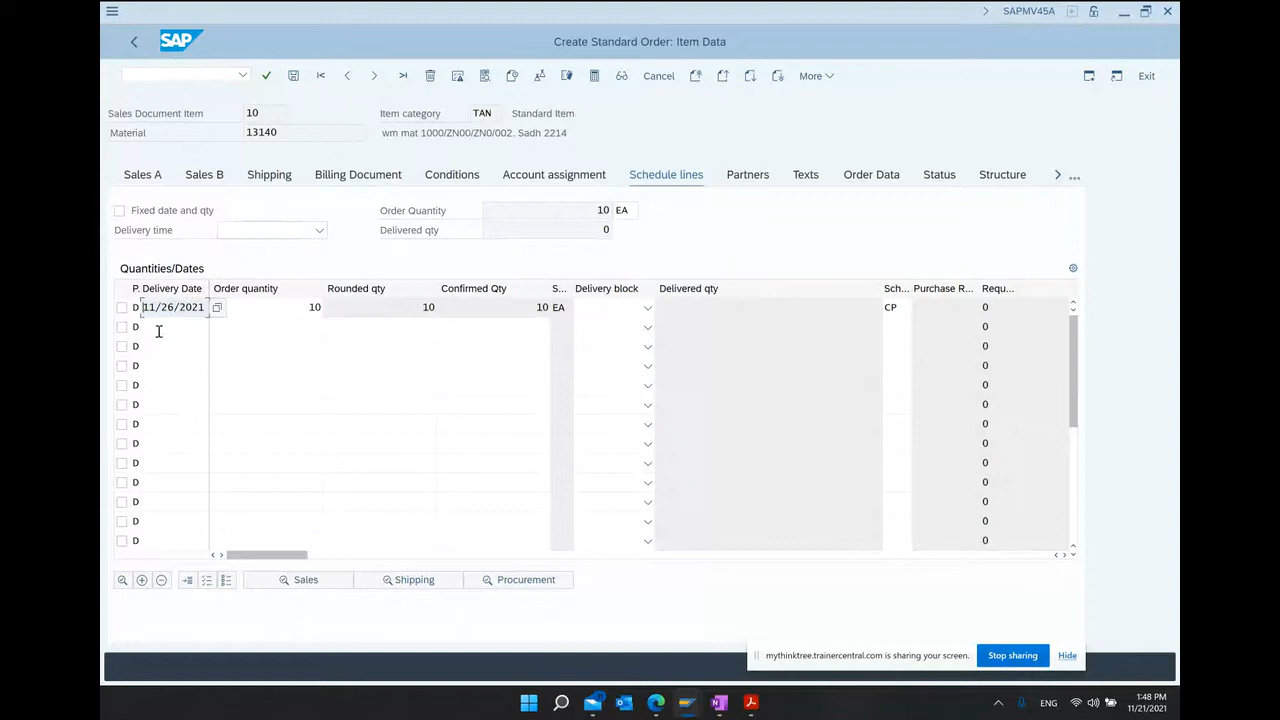 SAPMV45A
SAP
Create Standard Order: Item Data
Cancel
More
Exit
Sales Document Item 10 Item category TAN Standard Item
Material 13140 wm mat 1000/ZN00/ZN0/002. Sadh 2214
Sales A Sales B Shipping Billing Document Conditions Account assignment Schedule lines Partners Texts Order Data Status Structure ...
Fixed date and qty Order Quantity 10 EA
Delivery time Delivered qty 0
Quantities/Dates
P. Delivery Date Order quantity Rounded qty Confirmed Qty S... Delivery block Delivered qty Sch... Purchase R... Requ...
D 11/26/2021 10 10 10 EA CP 0
D 0
D 0
D 0
D 0
D 0
D 0
D 0
D 0
D 0
D 0
D 0
D 0
Sales Shipping Procurement
mythinktree.trainercentral.com is sharing your screen. Stop sharing Hide
ENG
1:48 PM
11/21/2021